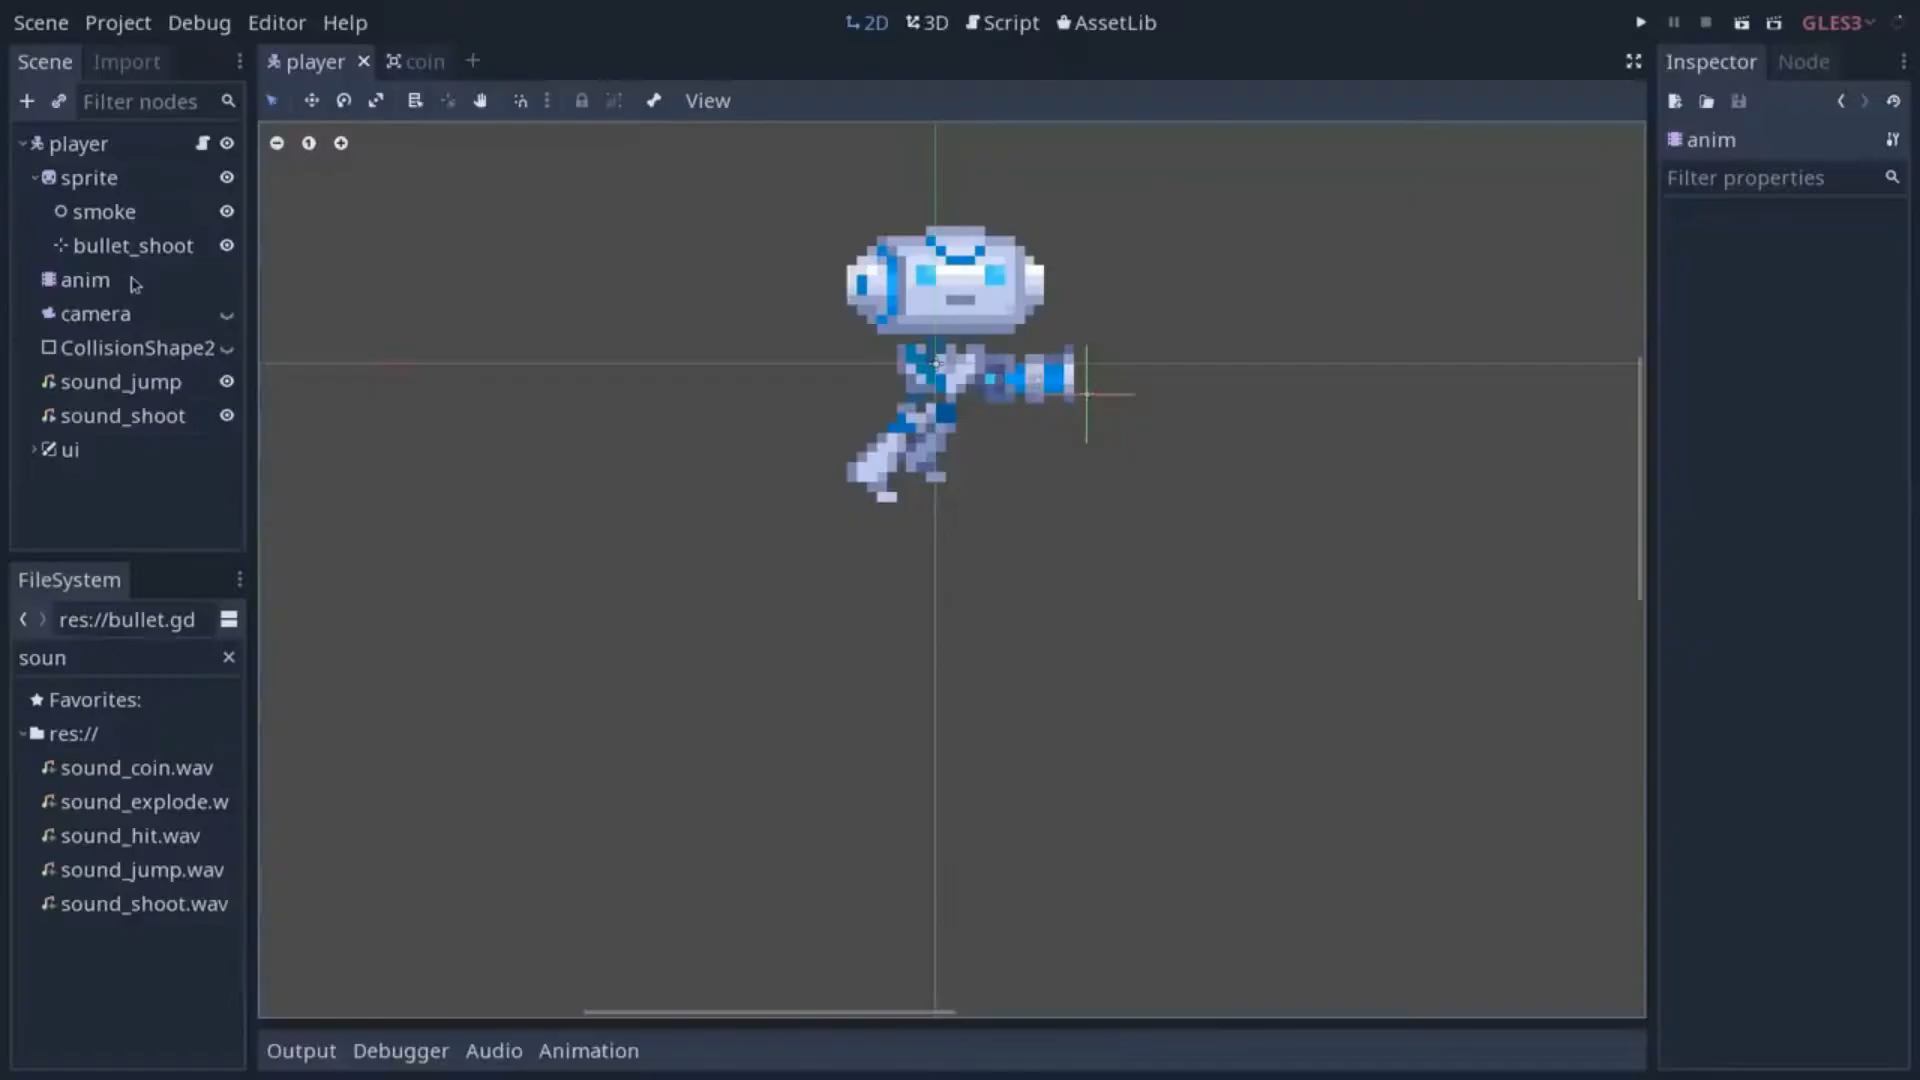 Scene Project Debug Editor Help 2D 3D Script AssetLib GLES3
Scene Import player coin Inspector Node
Filter nodes View
player
anim
sprite
Filter properties
smoke
bullet_shoot
anim
camera
CollisionShape2
sound_jump
sound_shoot
ui
FileSystem
res://bullet.gd
soun
Favorites:
res://
sound_coin.wav
sound_explode.w
sound_hit.wav
sound_jump.wav
sound_shoot.wav
Output Debugger Audio Animation